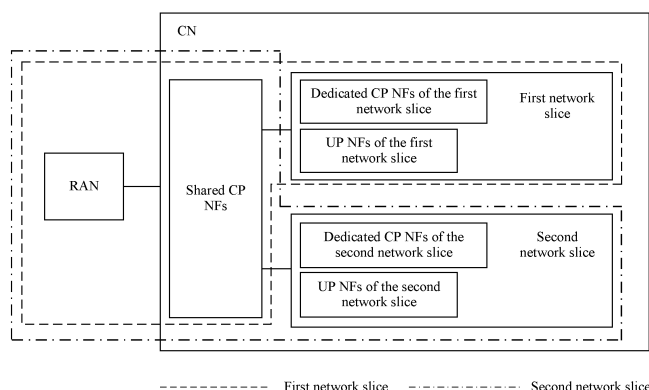 CN
Dedicated CP NFs of the first
network slice
First network
slice
UP NFs of the first
network slice
RAN
Shared CP
NFs
Dedicated CP NFs of the
second network slice
Second
network slice
UP NFs of the second
network slice
First network slice
Second network slice